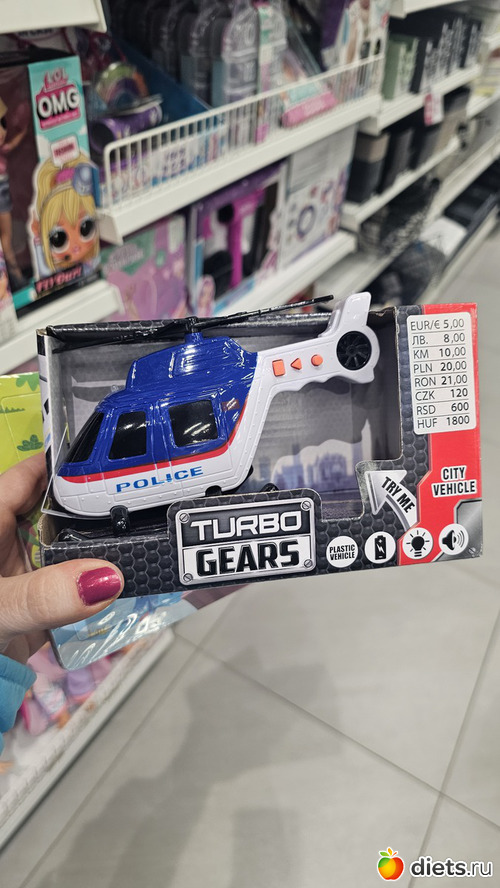 L.O.L.
OMG
EUR/€ 5,00
ЛВ. 8,00
KM 10,00
PLN 20,00
RON 21,00
CZK 120
RSD 600
HUF 1800
POLICE
TRY ME
CITY
VEHICLE
TURBO
GEARS
PLASTIC
VEHICLE
diets.ru